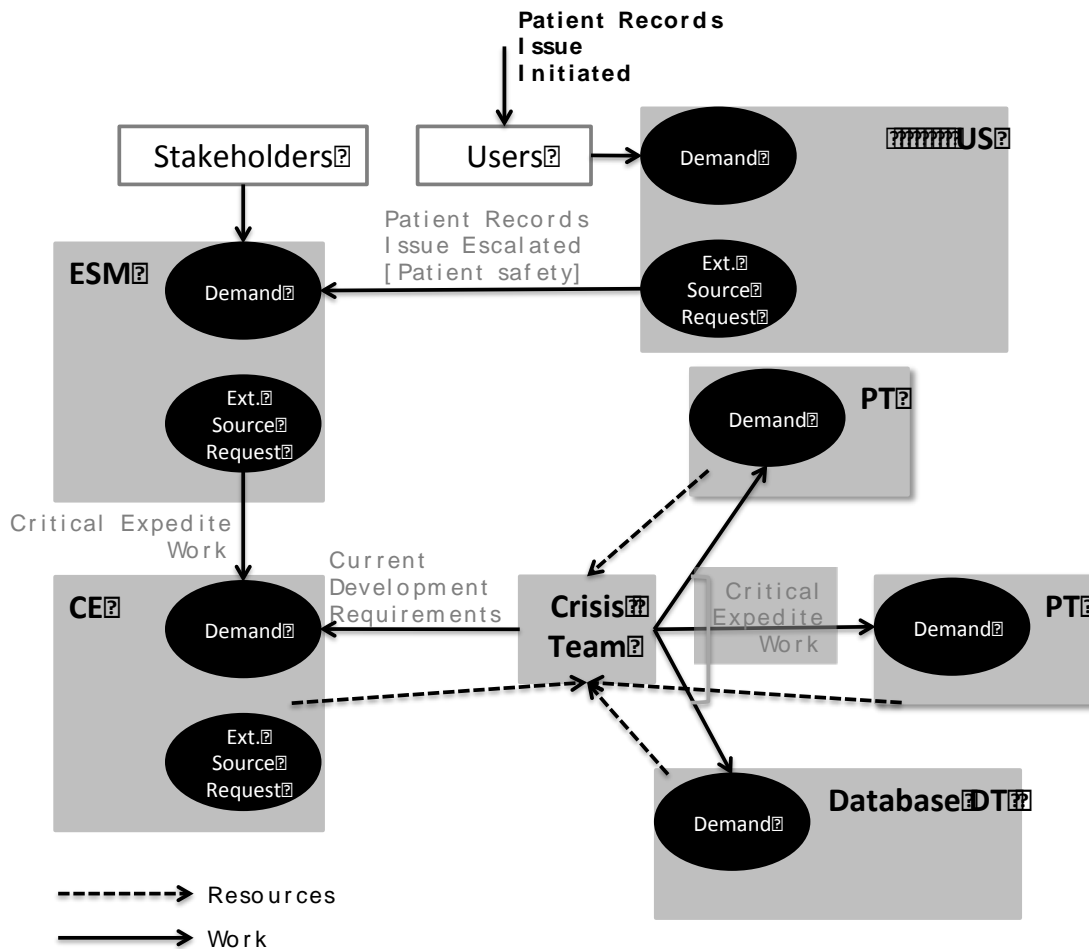 Patient Records
Issue
Initiated
Stakeholders
Users
Demand
US
Patient Records
Issue Escalated
[Patient safety]
ESM
Demand
Ext.
Source
Request
Ext.
Source
Request
PT
Demand
Critical Expedite
Work
Current
Development
Requirements
CE
Demand
Crisis
Team
Critical
Expedite
Work
PT
Demand
Ext.
Source
Request
Database DT
Demand
Resources
Work